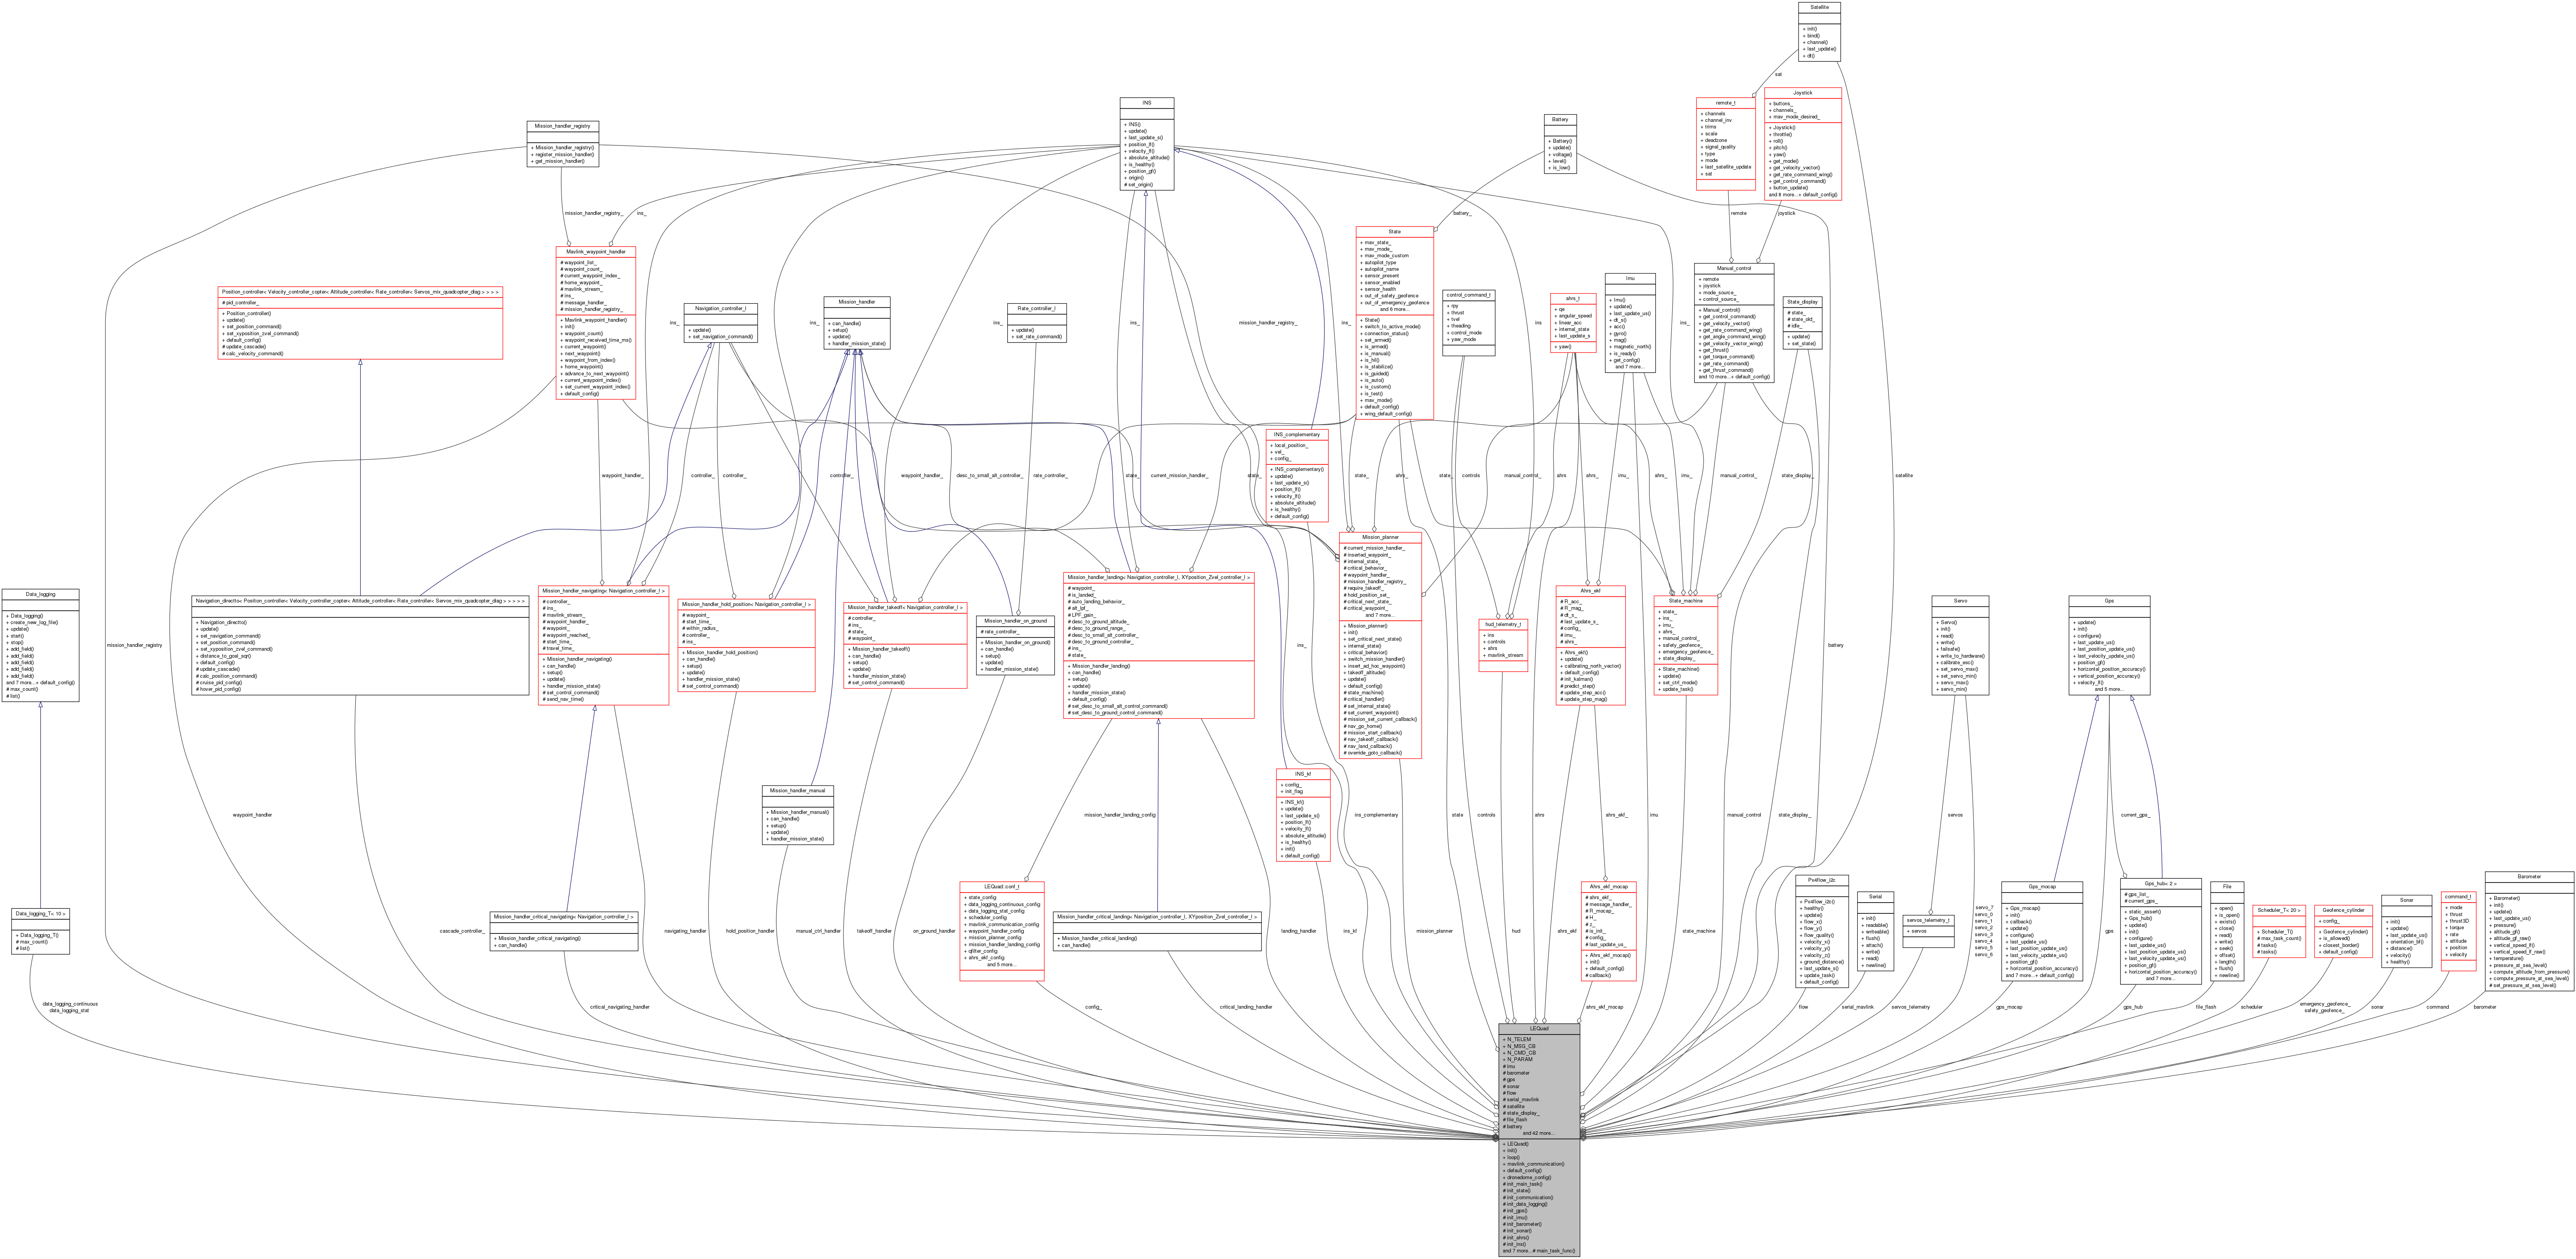 Satellite
+ init()
+ bind()
+ channel()
+ last_update()
+ dt()
sat
INS
+ INS()
+ update()
+ last_update_s()
+ position_lf()
+ velocity_lf()
+ absolute_altitude()
+ is_healthy()
+ position_gf()
+ origin()
# set_origin()
remote_t
+ channels
+ channel_inv
+ trims
+ scale
+ deadzone
+ signal_quality
+ type
+ mode
+ last_satellite_update
+ sat
Joystick
+ buttons_
+ channels_
+ mav_mode_desired_
+ Joystick()
+ throttle()
+ roll()
+ pitch()
+ yaw()
+ get_mode()
+ get_velocity_vector()
+ get_rate_command_wing()
+ get_control_command()
+ button_update()
and 8 more...+ default_config()
Mission_handler_registry
+ Mission_handler_registry()
+ register_mission_handler()
+ get_mission_handler()
Battery
+ Battery()
+ update()
+ voltage()
+ level()
+ is_low()
mission_handler_registry_
ins_
battery_
remote
joystick
Mavlink_waypoint_handler
# waypoint_list_
# waypoint_count_
# current_waypoint_index_
# home_waypoint_
# mavlink_stream_
# ins_
# message_handler_
# mission_handler_registry_
+ Mavlink_waypoint_handler()
+ init()
+ waypoint_count()
+ waypoint_received_time_ms()
+ current_waypoint()
+ next_waypoint()
+ waypoint_from_index()
+ home_waypoint()
+ advance_to_next_waypoint()
+ current_waypoint_index()
+ set_current_waypoint_index()
+ default_config()
State
+ mav_state_
+ mav_mode_
+ mav_mode_custom
+ autopilot_type
+ autopilot_name
+ sensor_present
+ sensor_enabled
+ sensor_health
+ out_of_safety_geofence
+ out_of_emergency_geofence
and 6 more...
+ State()
+ switch_to_active_mode()
+ connection_status()
+ set_armed()
+ is_armed()
+ is_manual()
+ is_hil()
+ is_stabilize()
+ is_guided()
+ is_auto()
+ is_custom()
+ is_test()
+ mav_mode()
+ default_config()
+ wing_default_config()
Position_controller< Velocity_controller_copter< Attitude_controller< Rate_controller< Servos_mix_quadcopter_diag > > > >
# pid_controller_
+ Position_controller()
+ update()
+ set_position_command()
+ set_xyposition_zvel_command()
+ default_config()
# update_cascade()
# calc_velocity_command()
Navigation_controller_I
+ update()
+ set_navigation_command()
Mission_handler
+ can_handle()
+ setup()
+ update()
+ handler_mission_state()
Rate_controller_I
+ update()
+ set_rate_command()
control_command_t
+ rpy
+ thrust
+ tvel
+ theading
+ control_mode
+ yaw_mode
ahrs_t
+ qe
+ angular_speed
+ linear_acc
+ internal_state
+ last_update_s
+ yaw()
Imu
+ Imu()
+ update()
+ last_update_us()
+ dt_s()
+ acc()
+ gyro()
+ mag()
+ magnetic_north()
+ is_ready()
+ get_config()
and 7 more...
Manual_control
+ remote
+ joystick
+ mode_source_
+ control_source_
+ Manual_control()
+ get_control_command()
+ get_velocity_vector()
+ get_rate_command_wing()
+ get_angle_command_wing()
+ get_velocity_vector_wing()
+ get_thrust()
+ get_torque_command()
+ get_rate_command()
+ get_thrust_command()
and 10 more...+ default_config()
State_display
# state_
# state_old_
# idle_
+ update()
+ set_state()
ins_
ins_
ins_
ins_
mission_handler_registry_
ins_
ins
ins_
INS_complementary
+ local_position_
+ vel_
+ config_
+ INS_complementary()
+ update()
+ last_update_s()
+ position_lf()
+ velocity_lf()
+ absolute_altitude()
+ is_healthy()
+ default_config()
waypoint_handler_
controller_
controller_
controller_
waypoint_handler_
desc_to_small_alt_controller_
rate_controller_
state_
current_mission_handler_
state_
ins_
state_
ahrs_
state_
controls
manual_control_
ahrs
ahrs_
imu_
ahrs_
imu_
manual_control_
state_display_
satellite
Mission_planner
# current_mission_handler_
# inserted_waypoint_
# internal_state_
# critical_behavior_
# waypoint_handler_
# mission_handler_registry_
# require_takeoff_
# hold_position_set_
# critical_next_state_
# critical_waypoint_
and 7 more...
+ Mission_planner()
+ init()
+ set_critical_next_state()
+ internal_state()
+ critical_behavior()
+ switch_mission_handler()
+ insert_ad_hoc_waypoint()
+ takeoff_altitude()
+ update()
+ default_config()
# state_machine()
# critical_handler()
# set_internal_state()
# set_current_waypoint()
# mission_set_current_callback()
# nav_go_home()
# mission_start_callback()
# nav_takeoff_callback()
# nav_land_callback()
# override_goto_callback()
Data_logging
+ Data_logging()
+ create_new_log_file()
+ update()
+ start()
+ stop()
+ add_field()
+ add_field()
+ add_field()
+ add_field()
+ add_field()
and 7 more...+ default_config()
# max_count()
# list()
mission_handler_registry
Navigation_directto< Position_controller< Velocity_controller_copter< Attitude_controller< Rate_controller< Servos_mix_quadcopter_diag > > > > >
+ Navigation_directto()
+ update()
+ set_navigation_command()
+ set_position_command()
+ set_xyposition_zvel_command()
+ distance_to_goal_sqr()
+ default_config()
# update_cascade()
# calc_position_command()
# cruise_pid_config()
# hover_pid_config()
Mission_handler_navigating< Navigation_controller_I >
# controller_
# ins_
# mavlink_stream_
# waypoint_handler_
# waypoint_
# waypoint_reached_
# start_time_
# travel_time_
+ Mission_handler_navigating()
+ can_handle()
+ setup()
+ update()
+ handler_mission_state()
# set_control_command()
# send_nav_time()
Mission_handler_hold_position< Navigation_controller_I >
# waypoint_
# start_time_
# within_radius_
# controller_
# ins_
+ Mission_handler_hold_position()
+ can_handle()
+ setup()
+ update()
+ handler_mission_state()
# set_control_command()
Mission_handler_takeoff< Navigation_controller_I >
# controller_
# ins_
# state_
# waypoint_
+ Mission_handler_takeoff()
+ can_handle()
+ setup()
+ update()
+ handler_mission_state()
# set_control_command()
Mission_handler_on_ground
# rate_controller_
+ Mission_handler_on_ground()
+ can_handle()
+ setup()
+ update()
+ handler_mission_state()
Mission_handler_landing< Navigation_controller_I, XYposition_Zvel_controller_I >
# waypoint_
# is_landed_
# auto_landing_behavior_
# alt_lpf_
# LPF_gain_
# desc_to_ground_altitude_
# desc_to_ground_range_
# desc_to_small_alt_controller_
# desc_to_ground_controller_
# ins_
# state_
+ Mission_handler_landing()
+ can_handle()
+ setup()
+ update()
+ handler_mission_state()
+ default_config()
# set_desc_to_small_alt_control_command()
# set_desc_to_ground_control_command()
hud_telemetry_t
+ ins
+ controls
+ ahrs
+ mavlink_stream
Ahrs_ekf
# R_acc_
# R_mag_
# dt_s_
# last_update_s_
# config_
# imu_
# ahrs_
+ Ahrs_ekf()
+ update()
+ calibrating_north_vector()
+ default_config()
# init_kalman()
# predict_step()
# update_step_acc()
# update_step_mag()
State_machine
+ state_
+ ins_
+ imu_
+ ahrs_
+ manual_control_
+ safety_geofence_
+ emergency_geofence_
+ state_display_
+ State_machine()
+ update()
+ set_ctrl_model()
+ update_task()
battery
Servo
+ Servo()
+ init()
+ read()
+ write()
+ failsafe()
+ write_to_hardware()
+ calibrate_esc()
+ set_servo_max()
+ set_servo_min()
+ servo_max()
+ servo_min()
Gps
+ update()
+ init()
+ configure()
+ last_update_us()
+ last_position_update_us()
+ last_velocity_update_us()
+ position_gf()
+ horizontal_position_accuracy()
+ vertical_position_accuracy()
+ velocity_lf()
and 5 more...
waypoint_handler
Mission_handler_manual
+ Mission_handler_manual()
+ can_handle()
+ setup()
+ update()
+ handler_mission_state()
mission_handler_landing_config
INS_kf
+ config_
+ init_flag
+ INS_kf()
+ update()
+ last_update_s()
+ position_lf()
+ velocity_lf()
+ absolute_altitude()
+ is_healthy()
+ init()
+ default_config()
ins_complementary
state
controls
ahrs
ahrs_ekf_
imu
manual_control
state_display_
servos
current_gps_
Data_logging_T< 10 >
+ Data_logging_T()
# max_count()
# list()
cascade_controller_
Mission_handler_critical_navigating< Navigation_controller_I >
+ Mission_handler_critical_navigating()
+ can_handle()
navigating_handler
hold_position_handler
manual_ctrl_handler
takeoff_handler
on_ground_handler
LEQuad::conf_t
+ state_config
+ data_logging_continuous_config
+ data_logging_stat_config
+ scheduler_config
+ mavlink_communication_config
+ waypoint_handler_config
+ mission_planner_config
+ mission_handler_landing_config
+ qfilter_config
+ ahrs_ekf_config
and 5 more...
Mission_handler_critical_landing< Navigation_controller_I, XYposition_Zvel_controller_I >
+ Mission_handler_critical_landing()
+ can_handle()
landing_handler
ins_kf
mission_planner
hud
ahrs_ekf
Ahrs_ekf_mocap
# ahrs_ekf_
# message_handler_
# R_mocap_
# H_
# z_
# is_init_
# config_
# last_update_us_
+ Ahrs_ekf_mocap()
+ init()
+ default_config()
# callback()
state_machine
Px4flow_i2c
+ Px4flow_i2c()
+ healthy()
+ update()
+ flow_x()
+ flow_y()
+ flow_quality()
+ velocity_x()
+ velocity_y()
+ velocity_z()
+ ground_distance()
+ last_update_s()
+ update_task()
+ default_config()
Serial
+ init()
+ readable()
+ writeable()
+ flush()
+ attach()
+ write()
+ read()
+ newline()
servos_telemetry_t
+ servos
servo_7
servo_0
servo_1
servo_2
servo_3
servo_4
servo_5
servo_6
Gps_mocap
+ Gps_mocap()
+ init()
+ callback()
+ update()
+ configure()
+ last_update_us()
+ last_position_update_us()
+ last_velocity_update_us()
+ position_gf()
+ horizontal_position_accuracy()
and 7 more...+ default_config()
gps
Gps_hub< 2 >
# gps_list_
# current_gps_
+ static_assert()
+ Gps_hub()
+ update()
+ init()
+ configure()
+ last_update_us()
+ last_position_update_us()
+ last_velocity_update_us()
+ position_gf()
+ horizontal_position_accuracy()
and 7 more...
File
+ open()
+ is_open()
+ exists()
+ close()
+ read()
+ write()
+ seek()
+ offset()
+ length()
+ flush()
+ newline()
Scheduler_T< 20 >
+ Scheduler_T()
# max_task_count()
# tasks()
# tasks()
Geofence_cylinder
+ config_
+ Geofence_cylinder()
+ is_allowed()
+ closest_border()
+ default_config()
Sonar
+ init()
+ update()
+ last_update_us()
+ orientation_bf()
+ distance()
+ velocity()
+ healthy()
command_t
+ mode
+ thrust
+ thrust3D
+ torque
+ rate
+ attitude
+ position
+ velocity
Barometer
+ Barometer()
+ init()
+ update()
+ last_update_us()
+ pressure()
+ altitude_gf()
+ altitude_gf_raw()
+ vertical_speed_lf()
+ vertical_speed_lf_raw()
+ temperature()
+ pressure_at_sea_level()
+ compute_altitude_from_pressure()
+ compute_pressure_at_sea_level()
# set_pressure_at_sea_level()
data_logging_continuous
data_logging_stat
critical_navigating_handler
config_
critical_landing_handler
ahrs_ekf_mocap
flow
serial_mavlink
servos_telemetry
gps_mocap
gps_hub
file_flash
scheduler
emergency_geofence_
safety_geofence_
sonar
command
barometer
LEQuad
+ N_TELEM
+ N_MSG_CB
+ N_CMD_CB
+ N_PARAM
# imu
# barometer
# gps
# sonar
# flow
# serial_mavlink
# satellite
# state_display_
# file_flash
# battery
and 42 more...
+ LEQuad()
+ init()
+ loop()
+ mavlink_communication()
+ default_config()
+ dronedome_config()
# init_main_task()
# init_state()
# init_communication()
# init_data_logging()
# init_gps()
# init_imu()
# init_barometer()
# init_sonar()
# init_ahrs()
# init_ins()
and 7 more...# main_task_func()